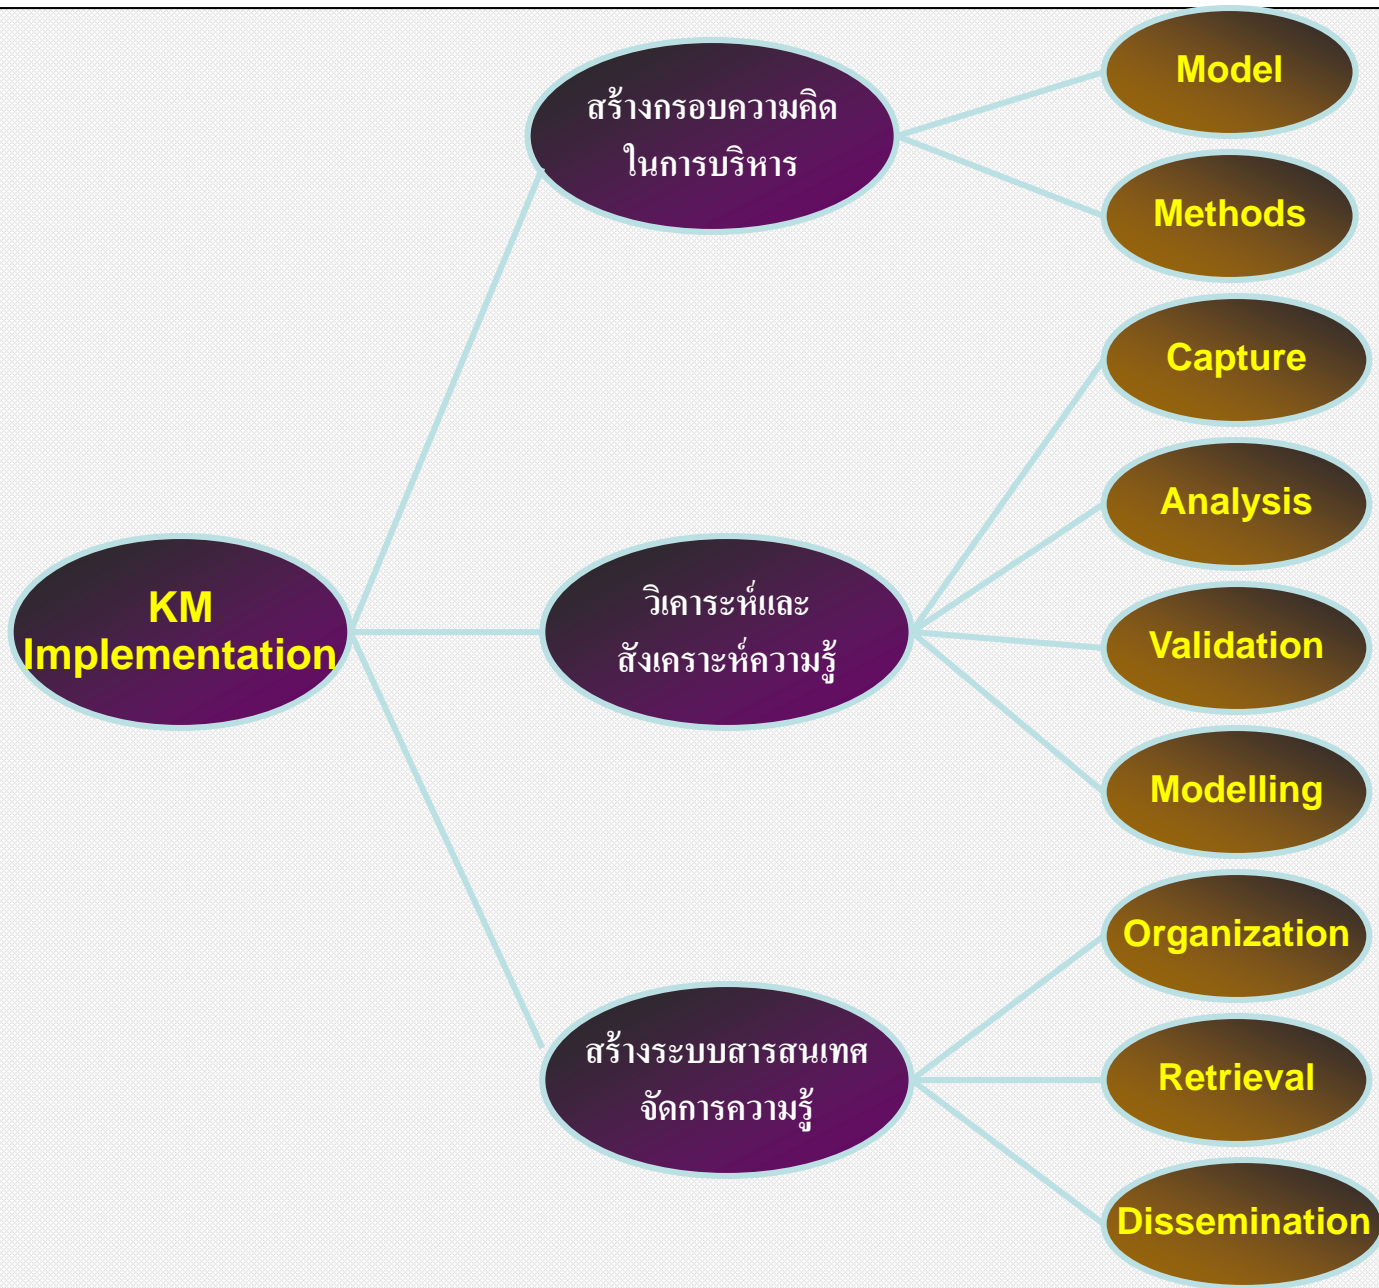 KM
Implementation
สร้างกรอบความคิด
ในการบริหาร
Model
Methods
วิเคาระห์และ
สังเคราะห์ความรู้
Capture
Analysis
Validation
Modelling
สร้างระบบสารสนเทศ
จัดการความรู้
Organization
Retrieval
Dissemination